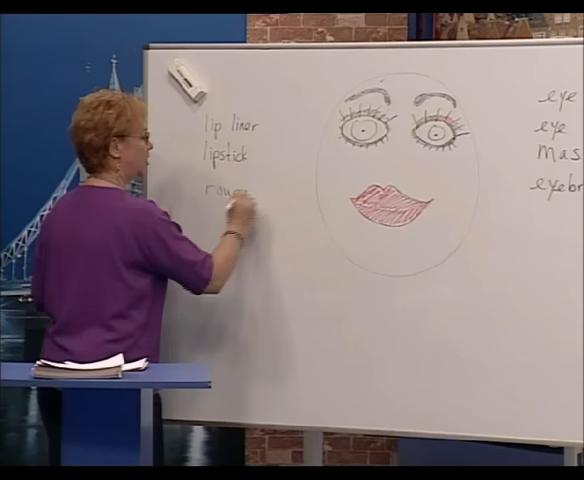 lip liner
lipstick
eye
eye
mas
eyebr